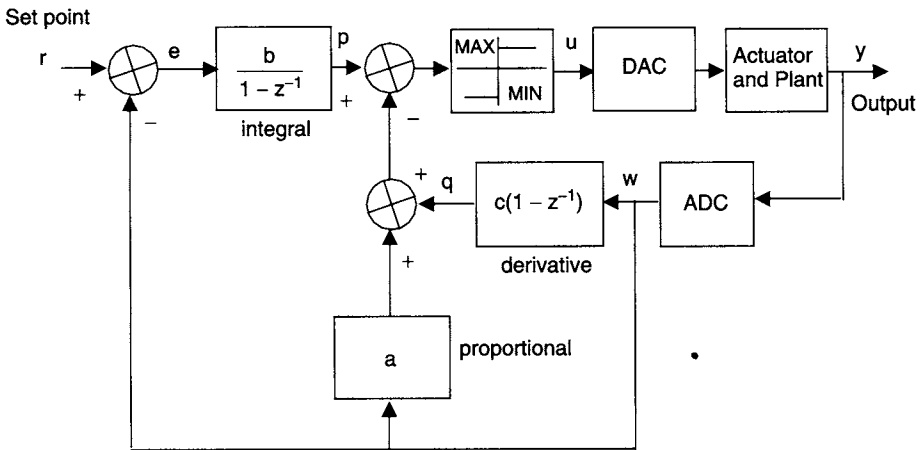 Set point
r
+
−
e
b
1 − z⁻¹
integral
p
+
−
MAX
MIN
u
DAC
Actuator
and Plant
y
Output
+
q
c(1 − z⁻¹)
derivative
w
ADC
+
a
proportional